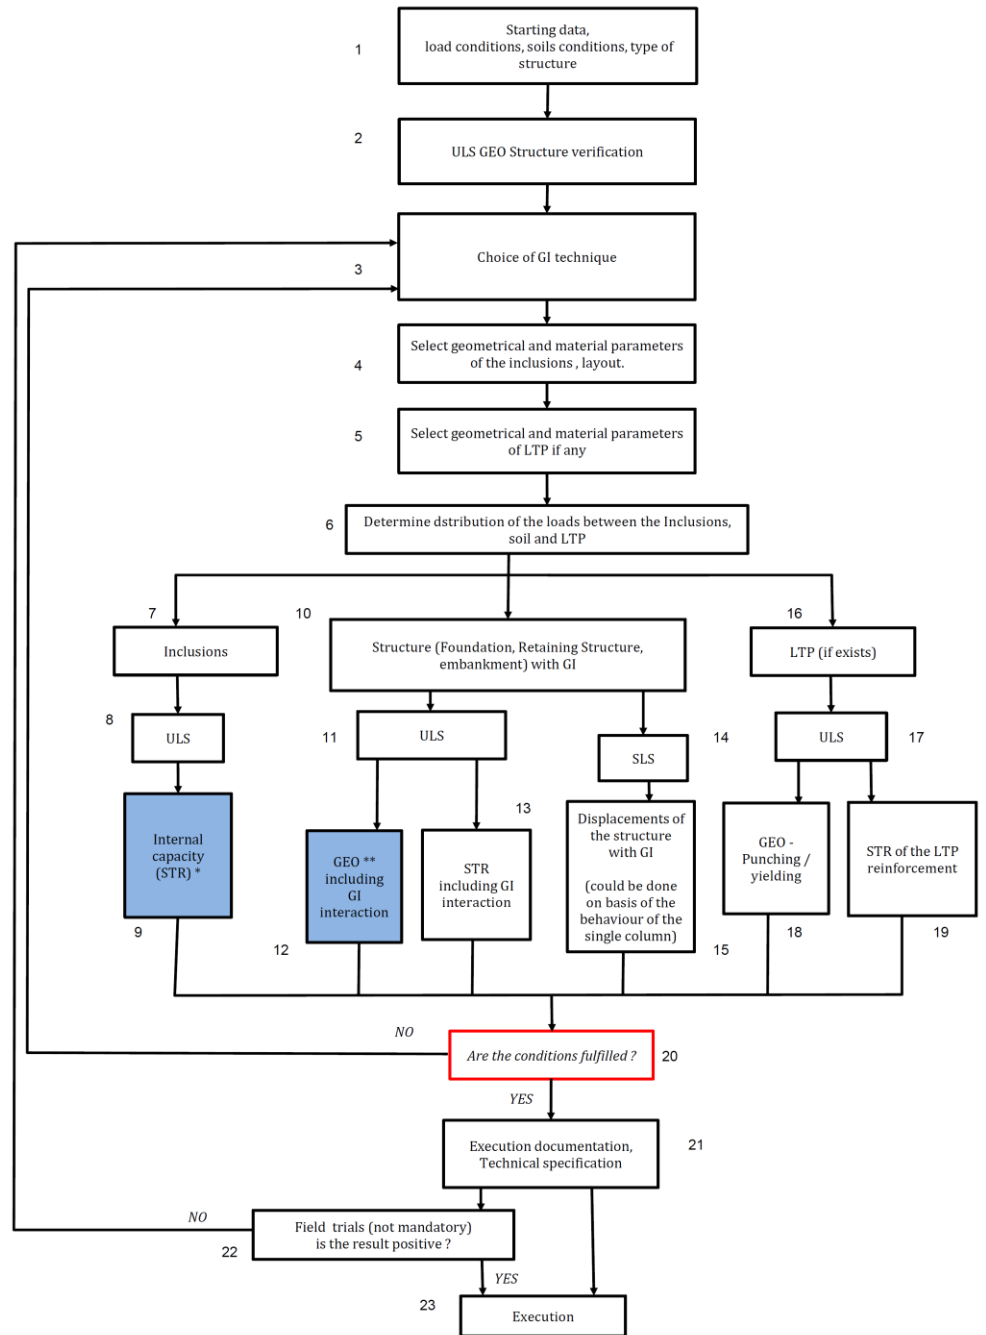 1
Starting data,
load conditions, soils conditions, type of
structure
2
ULS GEO Structure verification
3
Choice of GI technique
4
Select geometrical and material parameters
of the inclusions , layout.
5
Select geometrical and material parameters
of LTP if any
6
Determine dstribution of the loads between the Inclusions,
soil and LTP
7
Inclusions
8
ULS
Internal
capacity
(STR) *
9
10
Structure (Foundation, Retaining Structure,
embankment) with GI
11
ULS
GEO **
including
GI
interaction
12
13
STR
including GI
interaction
14
SLS
Displacements of
the structure
with GI
(could be done
on basis of the
behaviour of the
single column)
15
16
LTP (if exists)
ULS
17
GEO -
Punching /
yielding
18
STR of the LTP
reinforcement
19
NO
Are the conditions fulfilled ?
20
YES
Execution documentation,
Technical specification
21
NO
Field trials (not mandatory)
is the result positive ?
22
YES
23
Execution